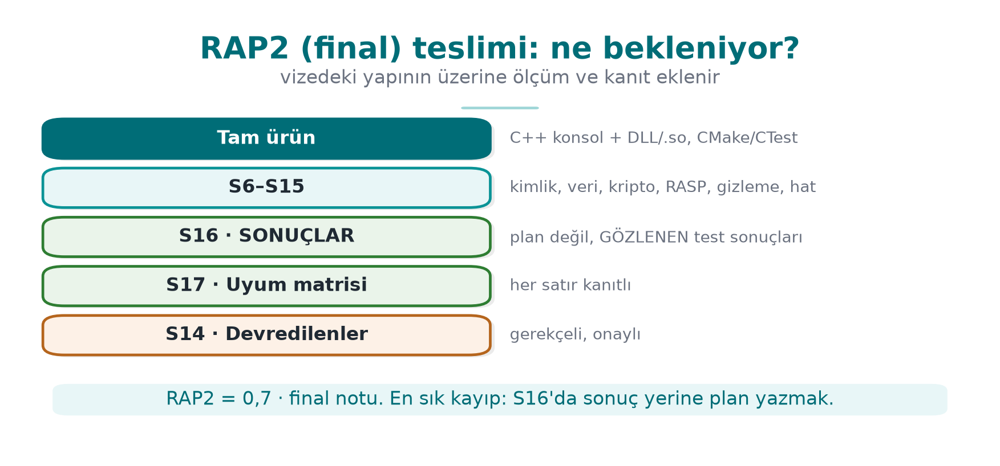 RAP2 (final) teslimi: ne bekleniyor?
vizedeki yapının üzerine ölçüm ve kanıt eklenir
Tam ürün
C++ konsol + DLL/.so, CMake/CTest
S6–S15
kimlik, veri, kripto, RASP, gizleme, hat
S16 · SONUÇLAR
plan değil, GÖZLENEN test sonuçları
S17 · Uyum matrisi
her satır kanıtlı
S14 · Devredilenler
gerekçeli, onaylı
RAP2 = 0,7 · final notu. En sık kayıp: S16'da sonuç yerine plan yazmak.